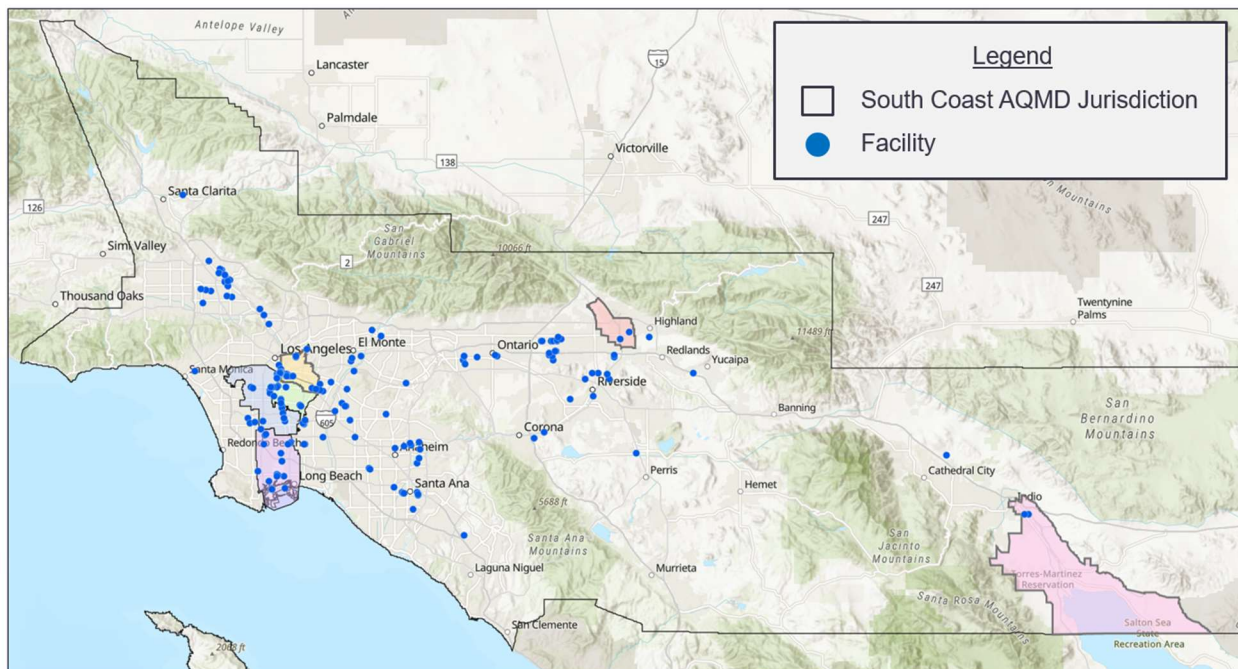 Antelope Valley
Lancaster
Palmdale
15
Victorville
138
Legend
South Coast AQMD Jurisdiction
Facility
Mountains
247
Santa Clarita
126
San
Gabriel
Mountains
10066 ft
2
Simi Valley
Thousand Oaks
247
Twentynine
Palms
Highland
11489 ft
Los Angeles
El Monte
Ontario
Redlands
Yucaipa
Santa Monica
Riverside
605
Corona
Banning
San
Bernardino
Mountains
Redondo Beach
Anaheim
Long Beach
Santa Ana
Perris
Hemet
Cathedral City
Indio
5688 ft
Santa Ana
Mountains
Laguna Niguel
Murrieta
San
Jacinto
Mountains
Torres-Martinez
Reservation
Santa Rosa Mountains
San Clemente
Salton Sea
State
Recreation Area